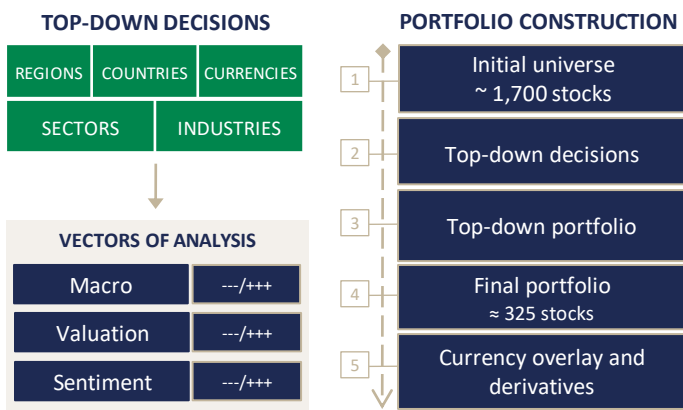 TOP-DOWN DECISIONS
REGIONS
COUNTRIES
CURRENCIES
SECTORS
INDUSTRIES
VECTORS OF ANALYSIS
Macro
---/+++
Valuation
---/+++
Sentiment
---/+++
PORTFOLIO CONSTRUCTION
1
Initial universe
~ 1,700 stocks
2
Top-down decisions
3
Top-down portfolio
4
Final portfolio
≈ 325 stocks
5
Currency overlay and
derivatives